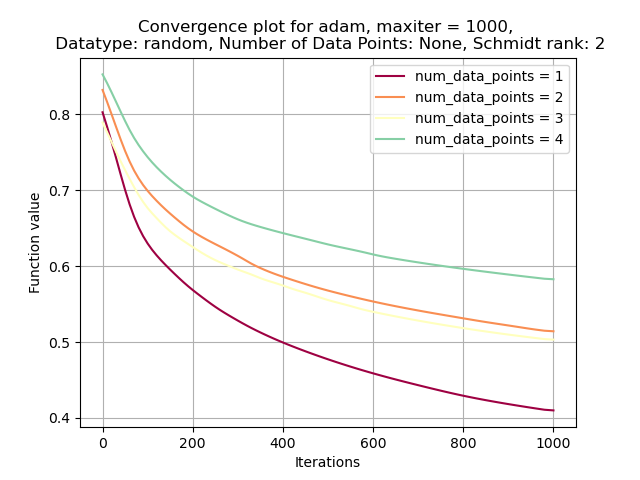 Convergence plot for adam, maxiter = 1000,
Datatype: random, Number of Data Points: None, Schmidt rank: 2
num_data_points = 1
num_data_points = 2
num_data_points = 3
num_data_points = 4
Function value
0.8
0.7
0.6
0.5
0.4
0
200
400
600
800
1000
Iterations